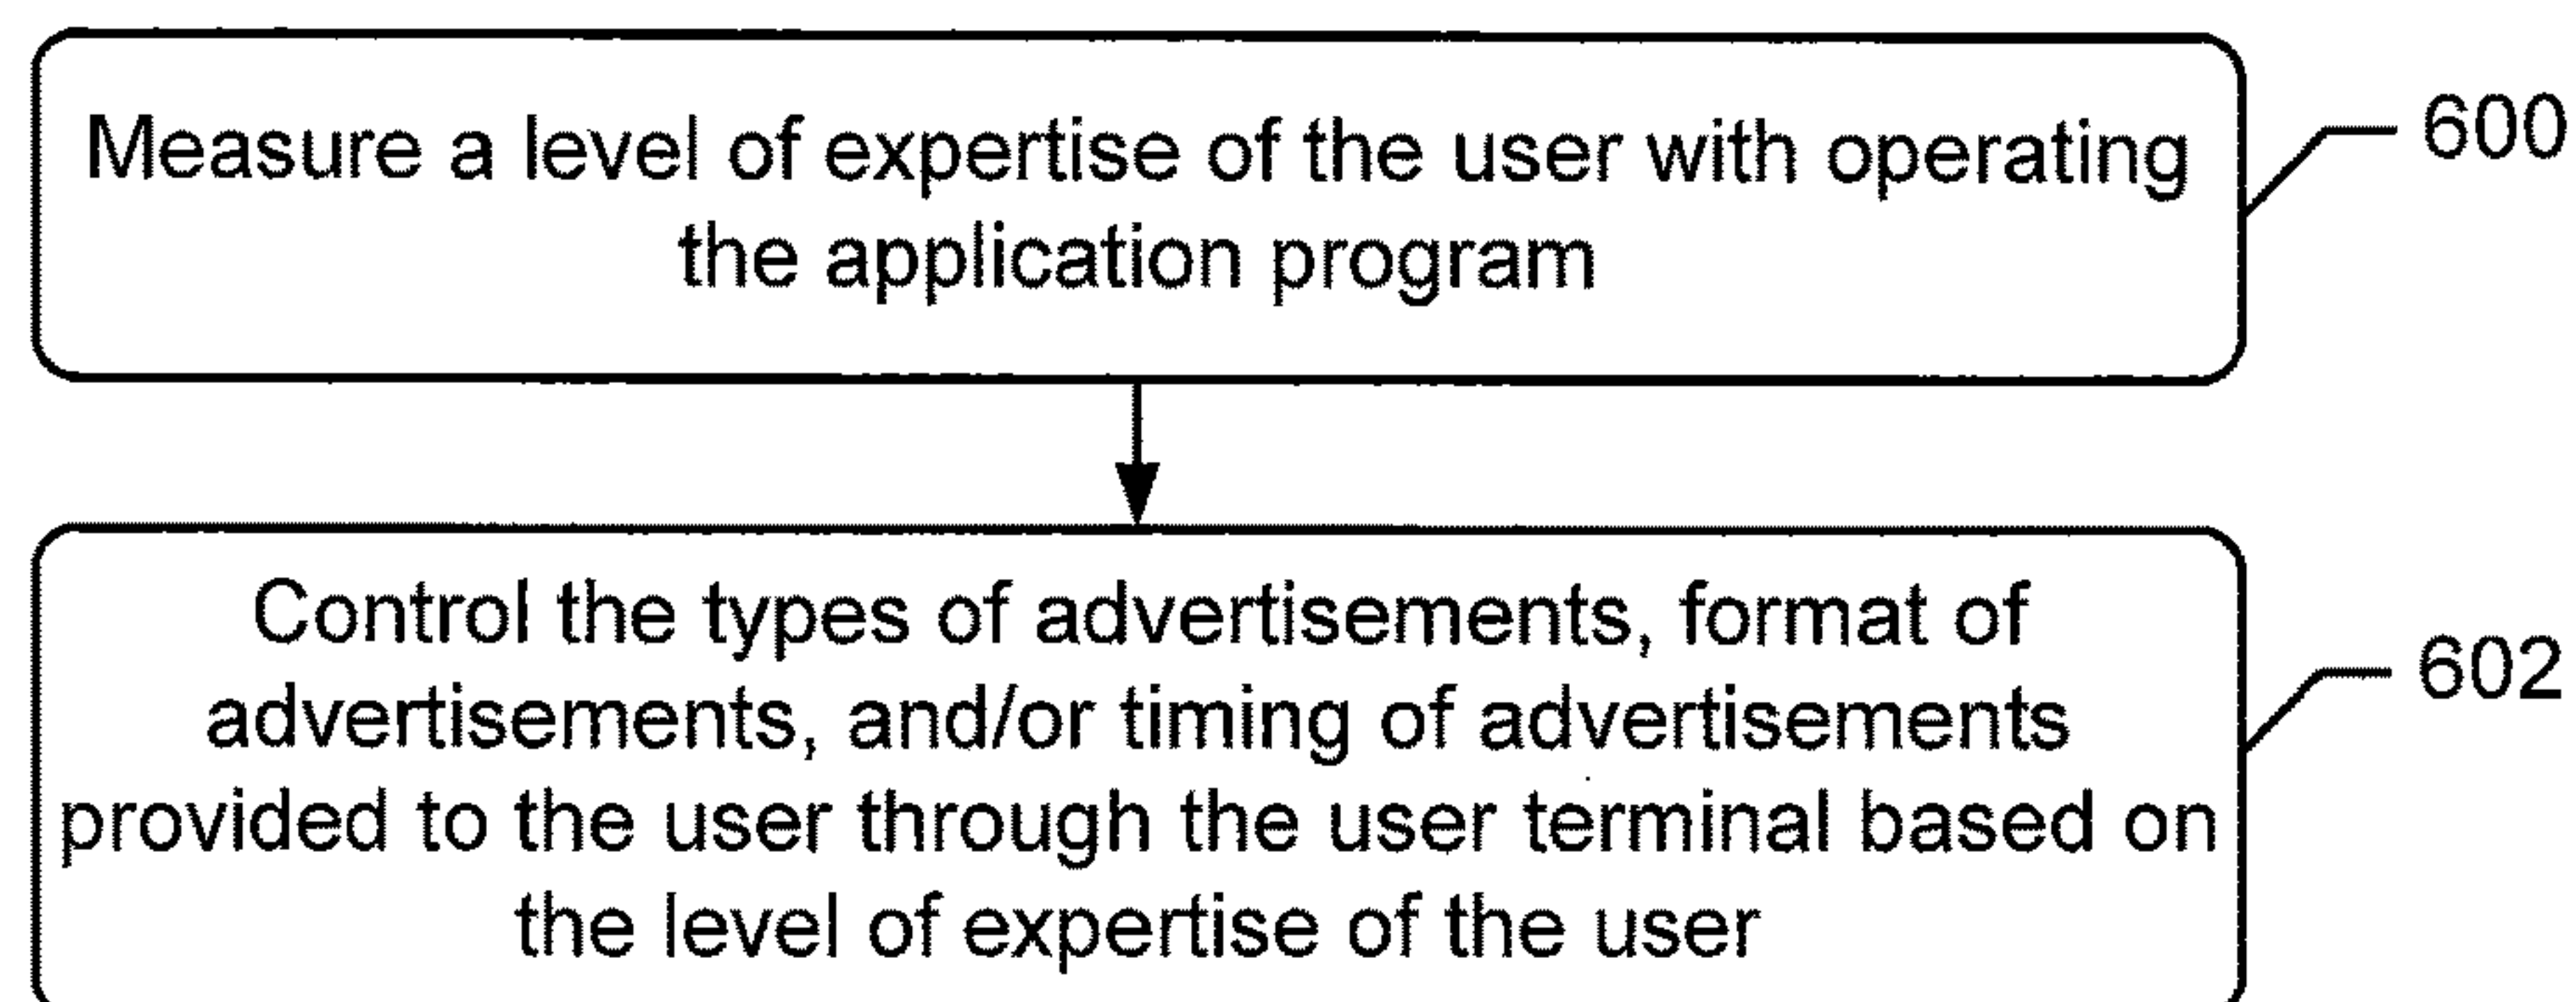 Measure a level of expertise of the user with operating
the application program
600
Control the types of advertisements, format of
advertisements, and/or timing of advertisements
provided to the user through the user terminal based on
the level of expertise of the user
602